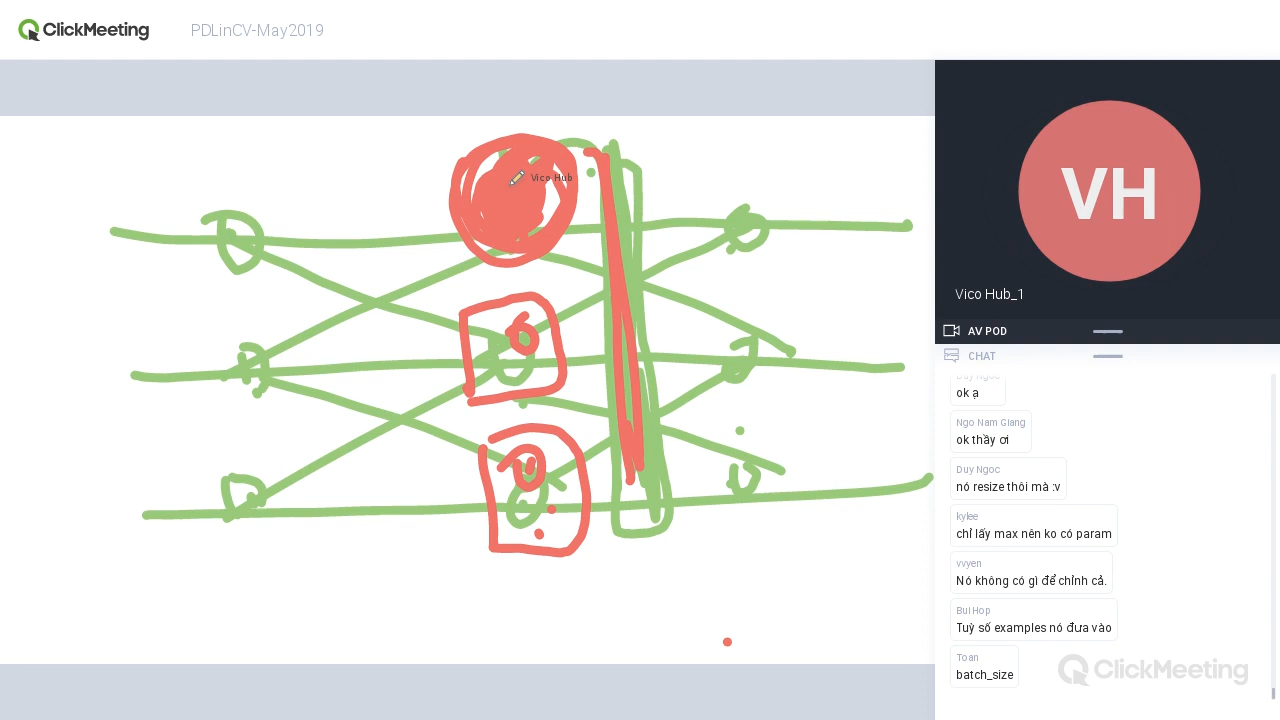 ClickMeeting
PDLinCV-May2019
Vico Hub
VH
Vico Hub_1
AV POD
CHAT
Duy Ngoc
ok ạ
Ngo Nam Giang
ok thầy ơi
Duy Ngoc
nó resize thôi mà :v
kylee
chỉ lấy max nên ko có param
vvyen
Nó không có gì để chỉnh cả.
Bui Hop
Tuỳ số examples nó đưa vào
Toan
batch_size
ClickMeeting